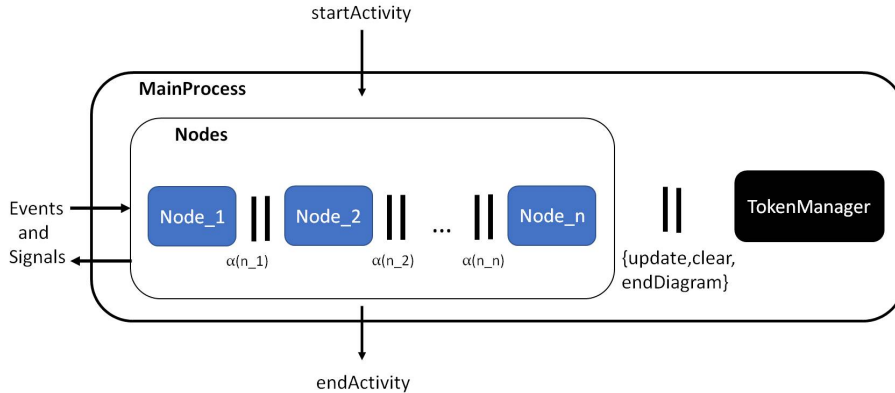 startActivity
MainProcess
Nodes
Events
and
Signals
Node_1
Node_2
...
Node_n
TokenManager
α(n_1)
α(n_2)
α(n_n)
{update,clear,
endDiagram}
endActivity